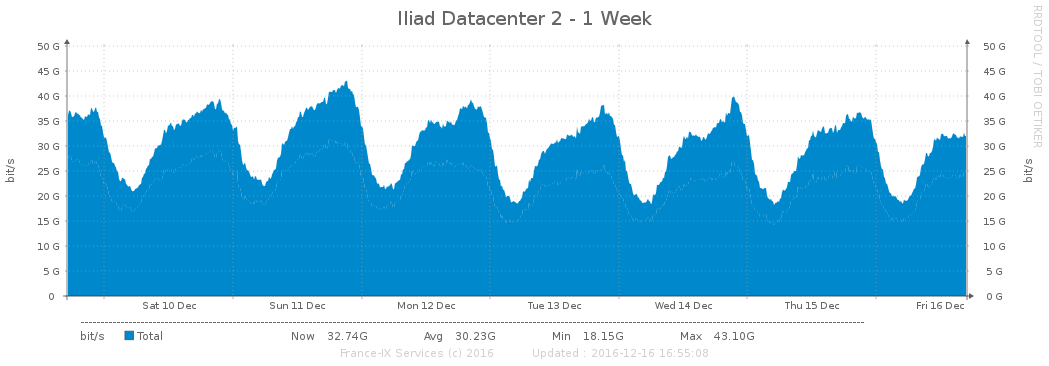 Iliad Datacenter 2 - 1 Week
RRDTOOL / TOBI OETIKER
50 G 50 G
45 G 45 G
40 G 40 G
35 G 35 G
30 G 30 G
25 G 25 G
20 G 20 G
15 G 15 G
10 G 10 G
5 G 5 G
0 0 G
bit/s bit/s
Sat 10 Dec Sun 11 Dec Mon 12 Dec Tue 13 Dec Wed 14 Dec Thu 15 Dec Fri 16 Dec
bit/s Total Now 32.74G Avg 30.23G Min 18.15G Max 43.10G
France-IX Services (c) 2016 Updated : 2016-12-16 16:55:08